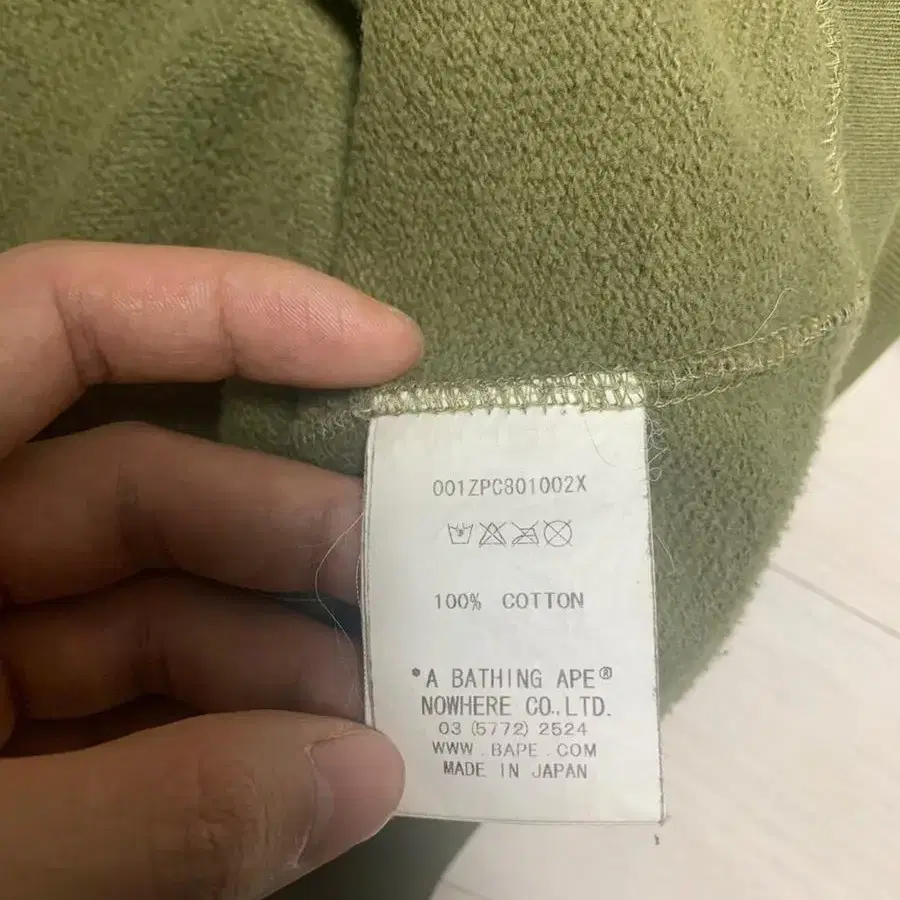 001ZPC801002X
100% COTTON
*A BATHING APE®
NOWHERE CO.,LTD.
03 (5772) 2524
WWW.BAPE.COM
MADE IN JAPAN